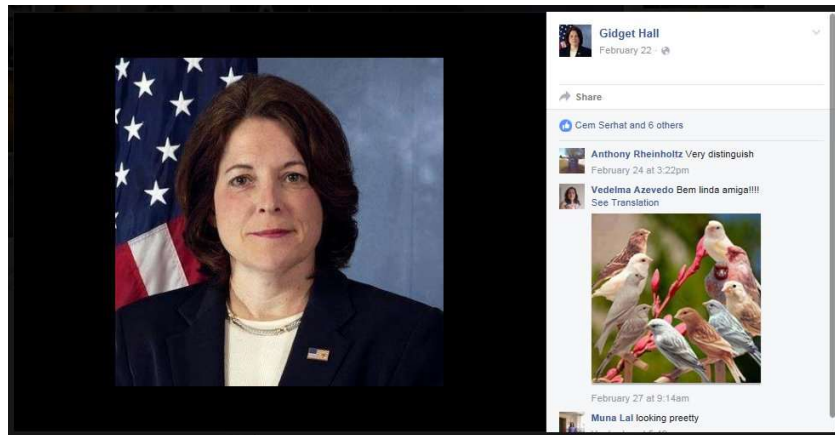 Gidget Hall
February 22 ·
Share
Cem Serhat and 6 others
Anthony Rheinholtz Very distinguish
February 24 at 3:22pm
Vedelma Azevedo Bem linda amiga!!!!
See Translation
February 27 at 9:14am
Muna Lal looking preetty